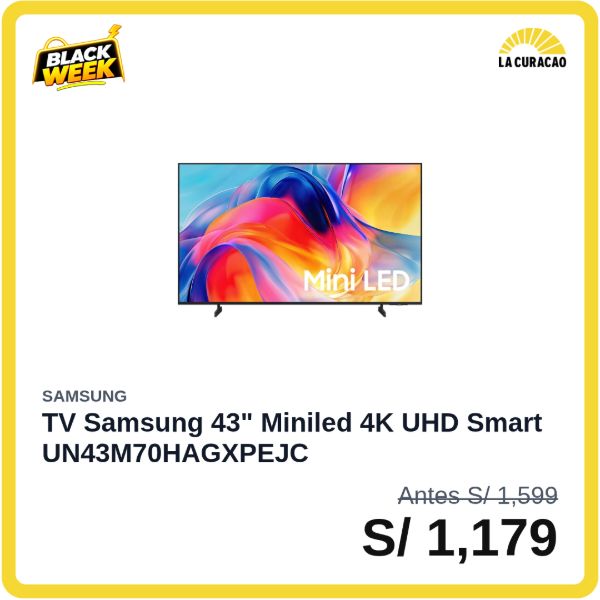 BLACK
WEEK
LA CURACAO
Mini LED
SAMSUNG
TV Samsung 43" Miniled 4K UHD Smart
UN43M70HAGXPEJC
Antes S/ 1,599
S/ 1,179